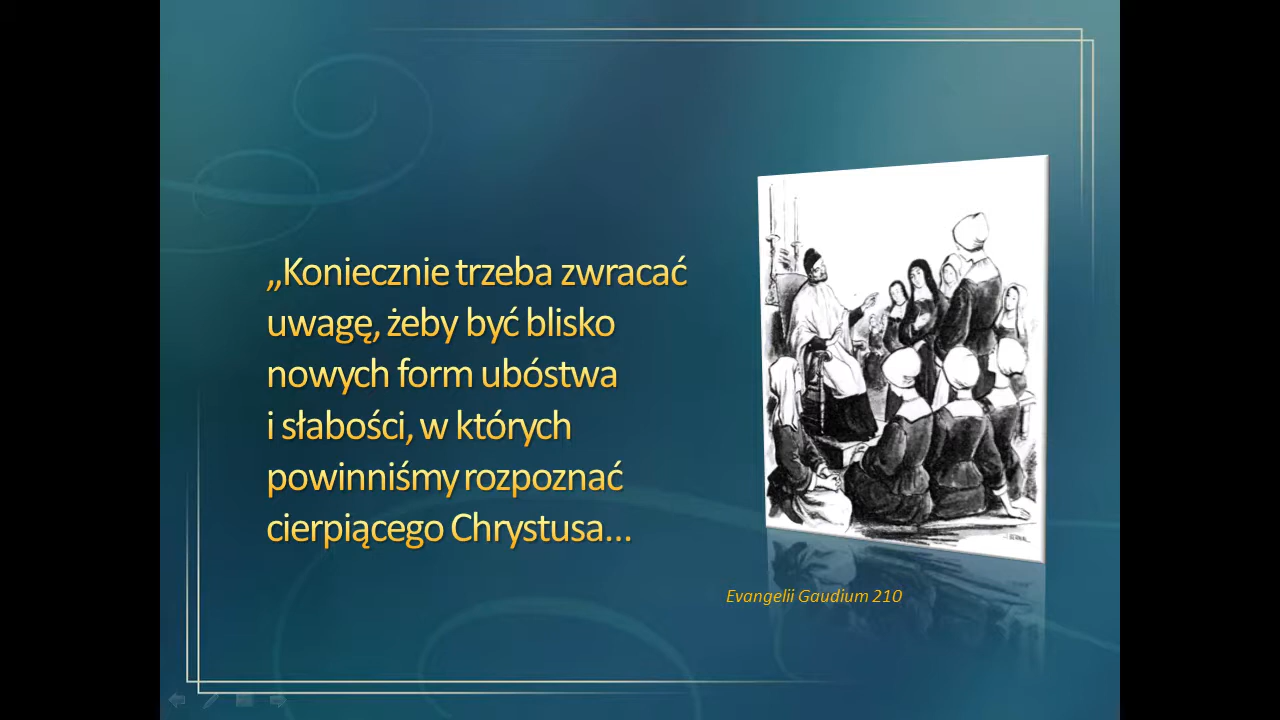 „Koniecznie trzeba zwracać
uwagę, żeby być blisko
nowych form ubóstwa
i słabości, w których
powinniśmy rozpoznać
cierpiącego Chrystusa...
Evangelii Gaudium 210